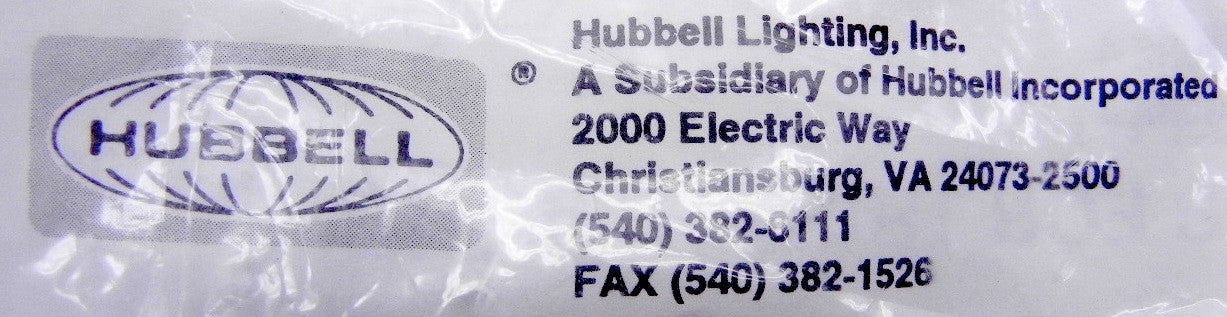 HUBBELL
®
Hubbell Lighting, Inc.
A Subsidiary of Hubbell Incorporated
2000 Electric Way
Christiansburg, VA 24073-2500
(540) 382-6111
FAX (540) 382-1526